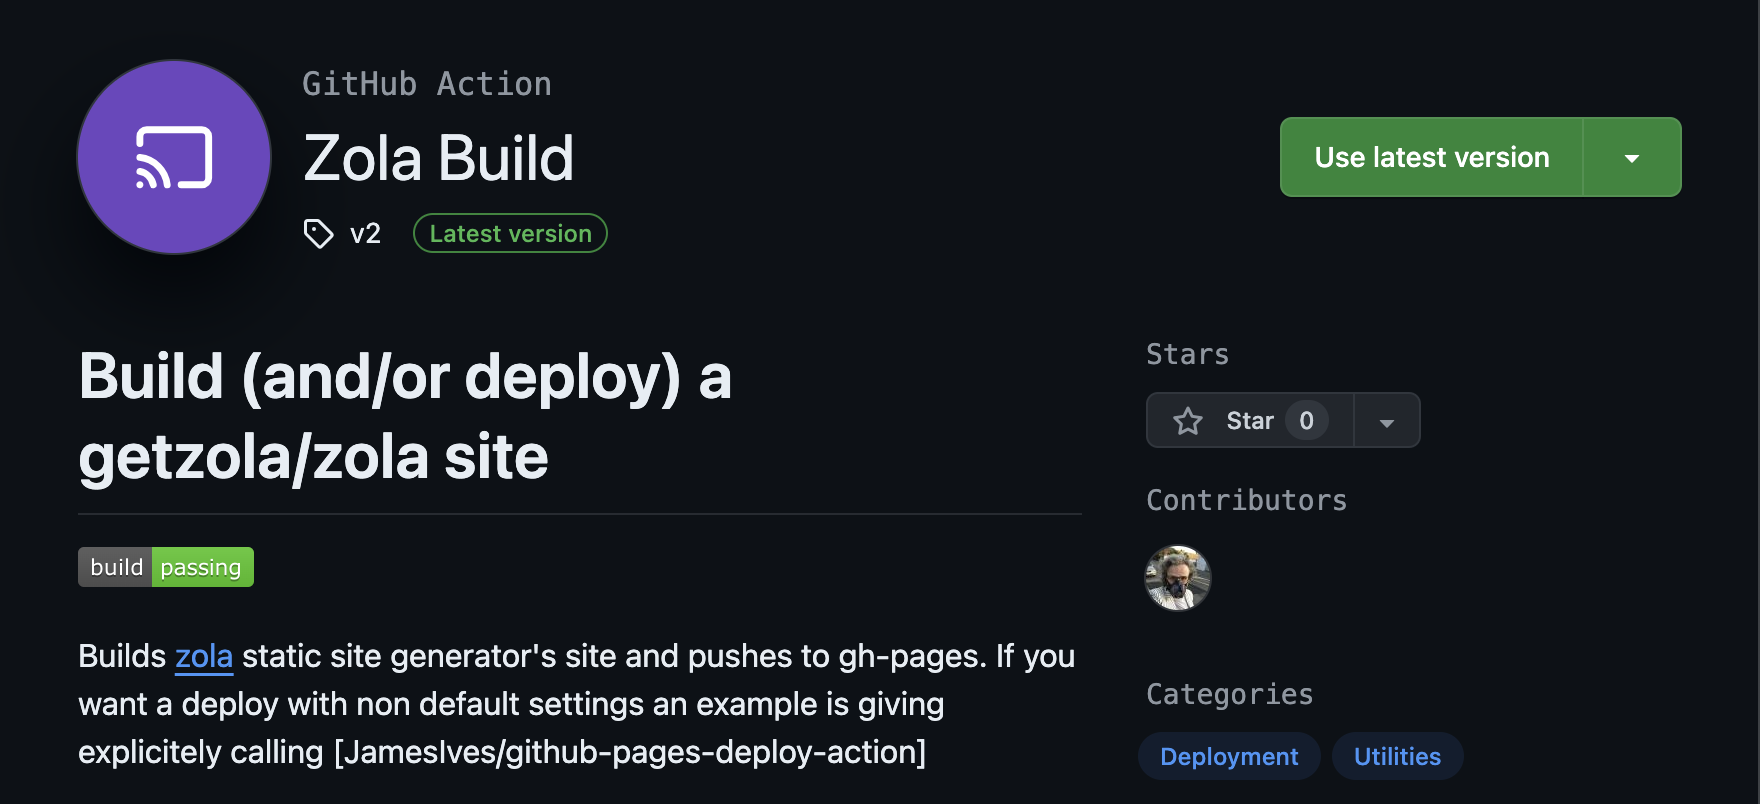 GitHub Action
Zola Build
v2 Latest version
Use latest version
Build (and/or deploy) a
getzola/zola site
build passing
Builds zola static site generator's site and pushes to gh-pages. If you
want a deploy with non default settings an example is giving
explicitely calling [JamesIves/github-pages-deploy-action]
Stars
Star 0
Contributors
Categories
Deployment Utilities